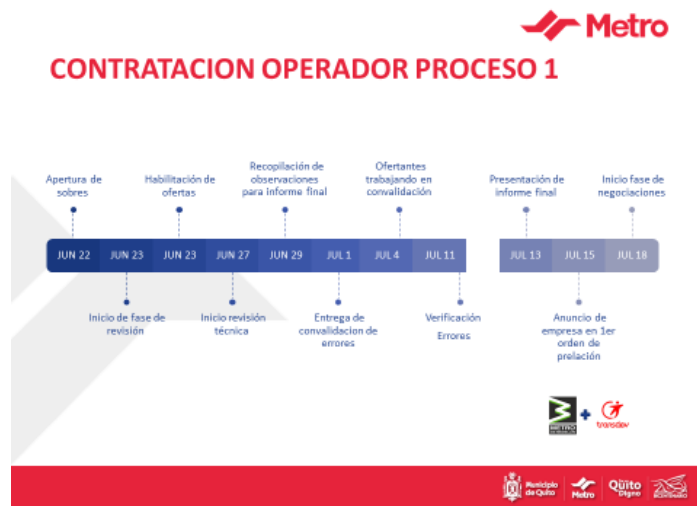 Metro
CONTRATACION OPERADOR PROCESO 1
Apertura de
sobres
Habilitación de
ofertas
Recopilación de
observaciones
para informe final
Ofertantes
trabajando en
convalidación
Presentación de
informe final
Inicio fase de
negociaciones
JUN 22
JUN 23
JUN 23
JUN 27
JUN 29
JUL 1
JUL 4
JUL 11
JUL 13
JUL 15
JUL 18
Inicio de fase de
revisión
Inicio revisión
técnica
Entrega de
convalidacion de
errores
Verificación
Errores
Anuncio de
empresa en 1er
orden de
prelación
METRO
+
transdev
Municipio
de Quito
Metro
Quito
Digno
BICENTENARIO